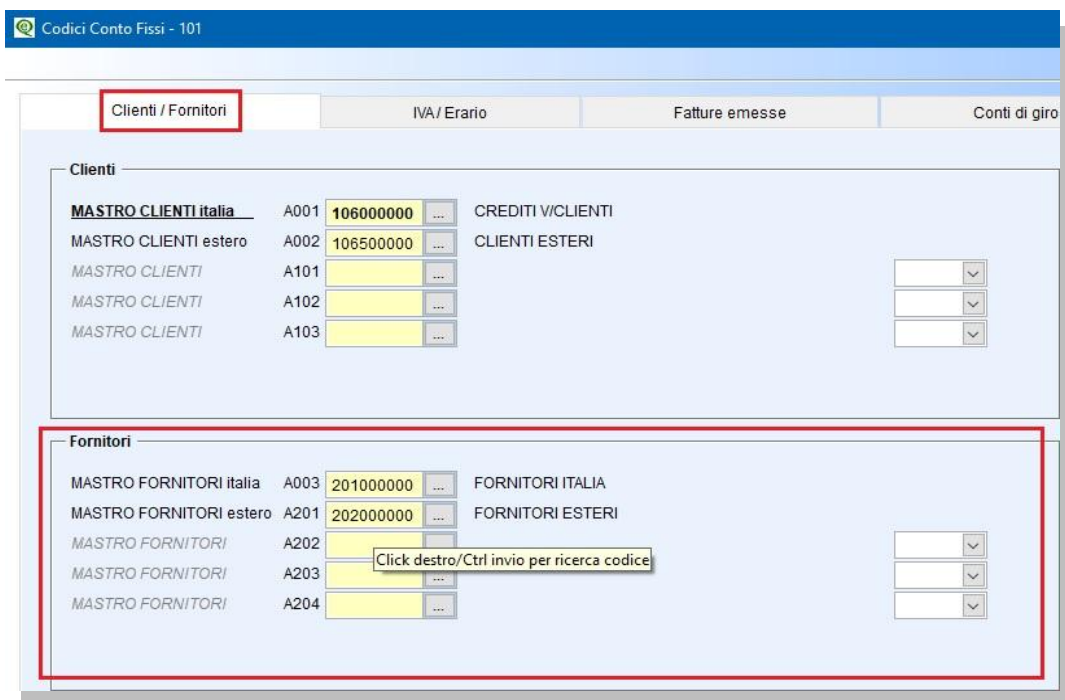 Codici Conto Fissi - 101
Clienti / Fornitori IVA / Erario Fatture emesse Conti di giro
Clienti
MASTRO CLIENTI italia A001 106000000 ... CREDITI V/CLIENTI
MASTRO CLIENTI estero A002 106500000 ... CLIENTI ESTERI
MASTRO CLIENTI A101 ...
MASTRO CLIENTI A102 ...
MASTRO CLIENTI A103 ...
Fornitori
MASTRO FORNITORI italia A003 201000000 ... FORNITORI ITALIA
MASTRO FORNITORI estero A201 202000000 ... FORNITORI ESTERI
MASTRO FORNITORI A202
Click destro/Ctrl invio per ricerca codice
MASTRO FORNITORI A203 ...
MASTRO FORNITORI A204 ...